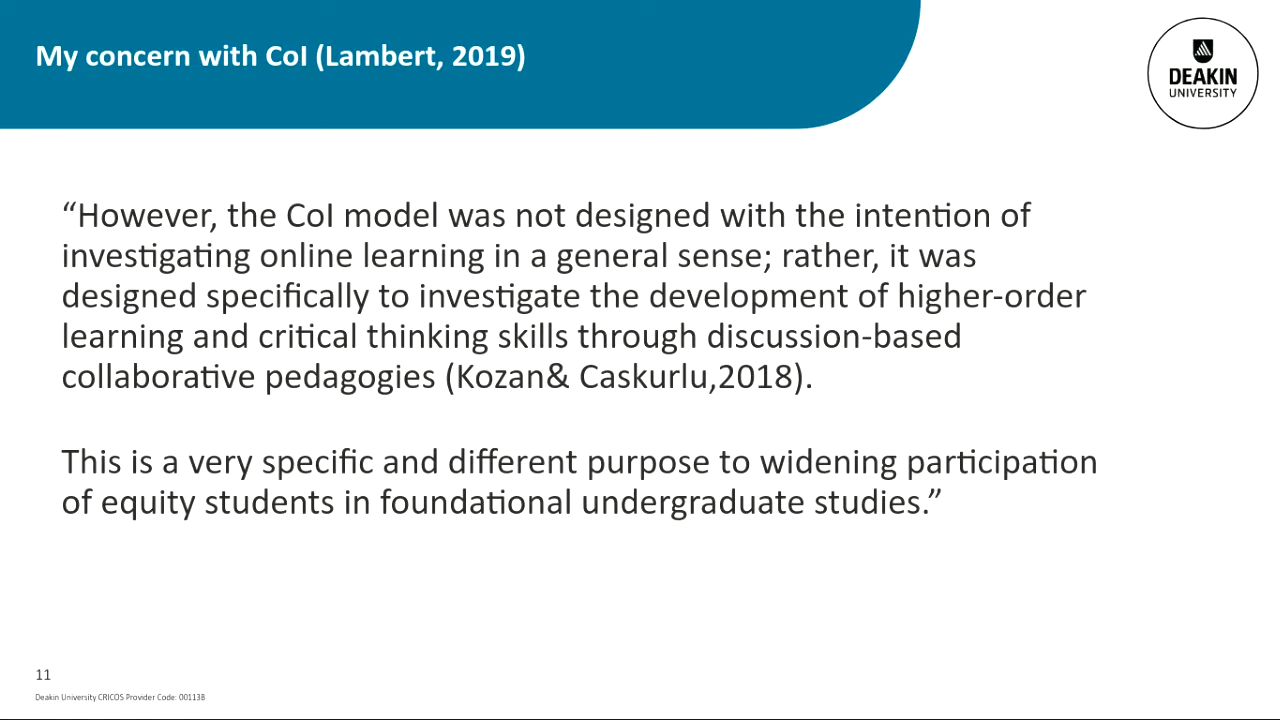 My concern with CoI (Lambert, 2019)
DEAKIN
UNIVERSITY
“However, the CoI model was not designed with the intention of
investigating online learning in a general sense; rather, it was
designed specifically to investigate the development of higher-order
learning and critical thinking skills through discussion-based
collaborative pedagogies (Kozan& Caskurlu,2018).
This is a very specific and different purpose to widening participation
of equity students in foundational undergraduate studies.”
11
Deakin University CRICOS Provider Code: 00113B